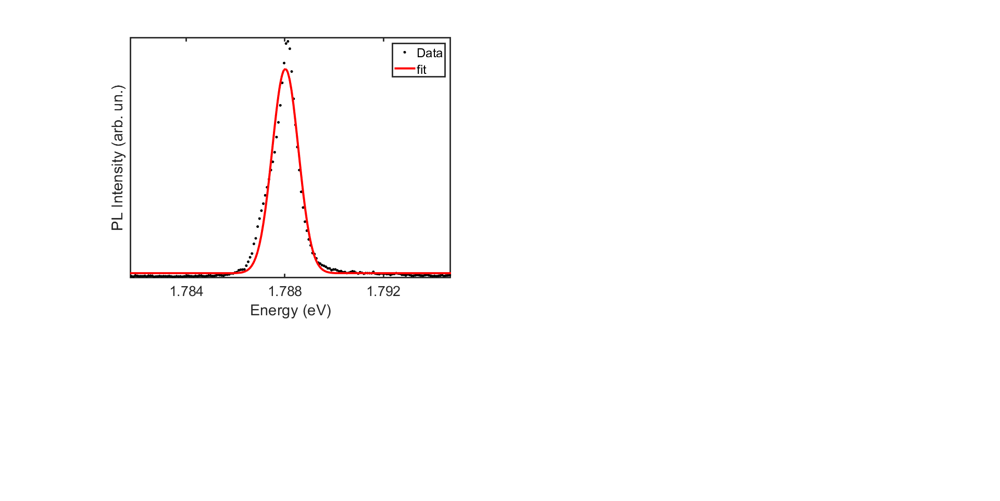 Data
fit
PL Intensity (arb. un.)
1.784 1.788 1.792
Energy (eV)